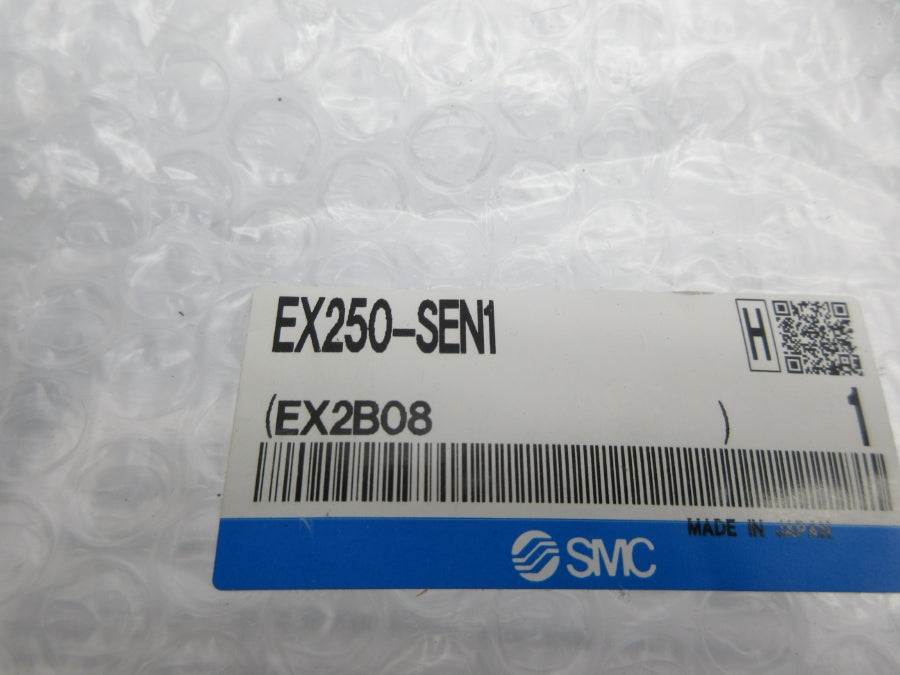 EX250-SEN1
H
(EX2B08 )
1
MADE IN JAPAN
SMC